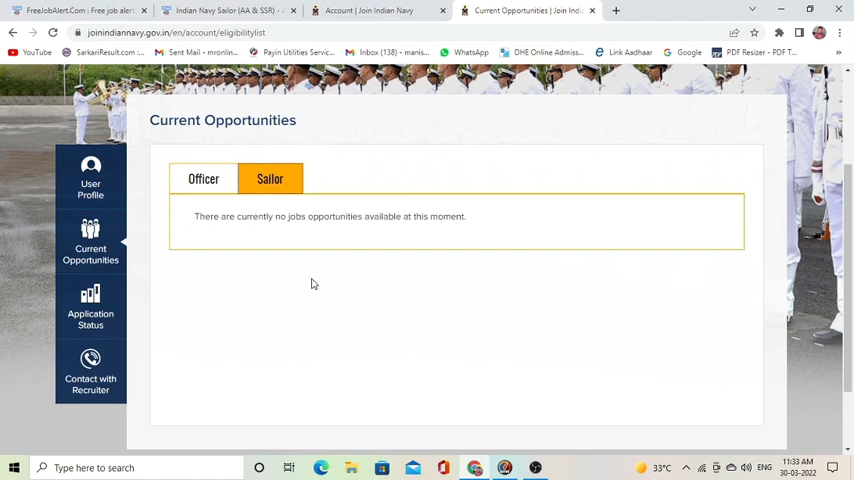 FreeJobAlert.Com : Free job alert
Indian Navy Sailor (AA & SSR) - A
Account | Join Indian Navy
Current Opportunities | Join Indi
joinindiannavy.gov.in/en/account/eligibilitylist
YouTube
SarkariResult.com :...
Sent Mail - mronlin...
Payin Utilities Servic...
Inbox (138) - manis...
WhatsApp
DHE Online Admiss...
Link Aadhaar
Google
PDF Resizer - PDF T...
Current Opportunities
Officer
Sailor
There are currently no jobs opportunities available at this moment.
User
Profile
Current
Opportunities
Application
Status
Contact with
Recruiter
Type here to search
33°C
ENG
11:33 AM
30-03-2022